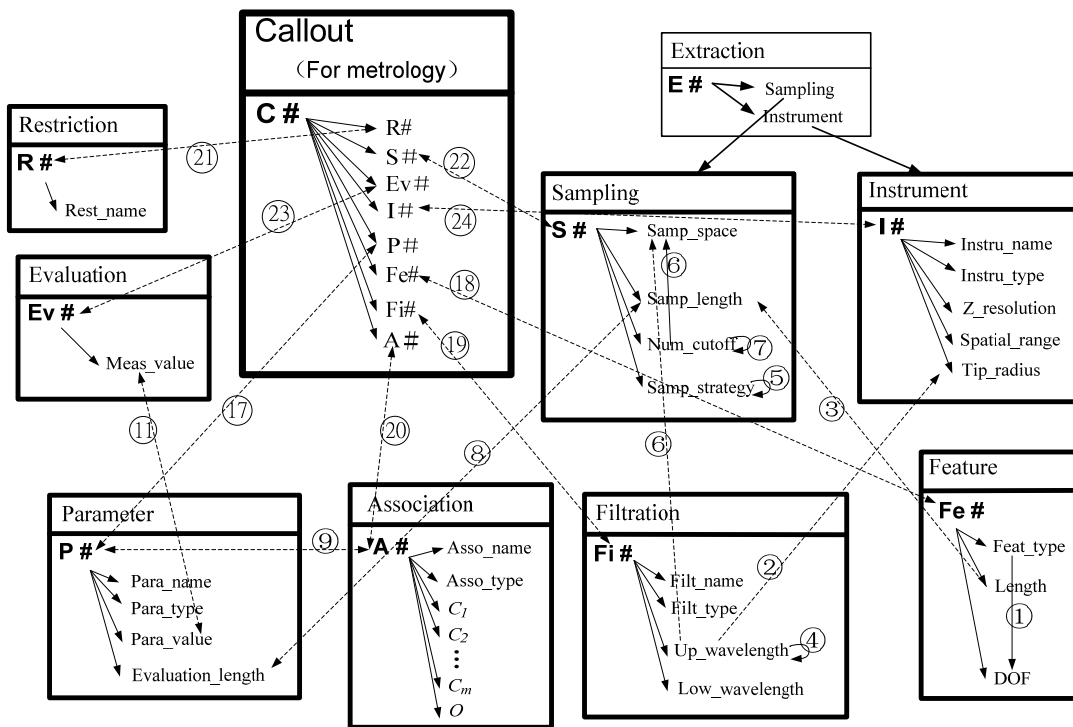 Callout
（For metrology）
C #
R#
S#
Ev#
I#
P#
Fe#
Fi#
A#
Extraction
E #
Sampling
Instrument
Restriction
R #
Rest_name
㉑
㉒
㉓
㉔
Sampling
S #
Samp_space
⑥
Samp_length
Num_cutoff
⑦
Samp_strategy
⑤
Instrument
I#
Instru_name
Instru_type
Z_resolution
Spatial_range
Tip_radius
Evaluation
Ev #
Meas_value
⑱
⑲
⑰
⑪
⑳
⑧
⑥
③
Parameter
P #
Para_name
Para_type
Para_value
Evaluation_length
⑨
Association
A #
Asso_name
Asso_type
C1
C2
⋮
Cm
O
Filtration
Fi#
Filt_name
Filt_type
Up_wavelength
④
Low_wavelength
②
Feature
Fe #
Feat_type
Length
①
DOF